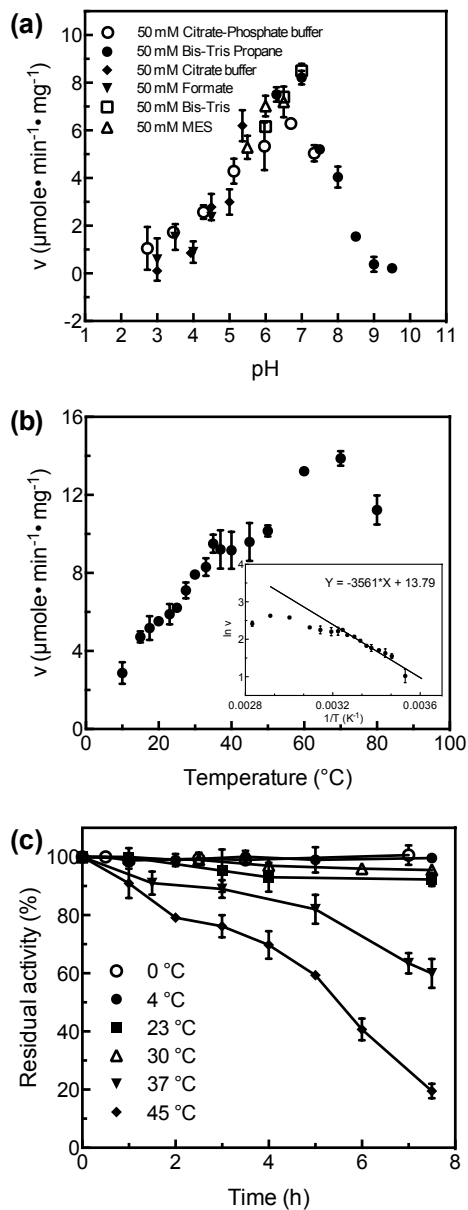 (a)
50 mM Citrate-Phosphate buffer
50 mM Bis-Tris Propane
50 mM Citrate buffer
50 mM Formate
50 mM Bis-Tris
50 mM MES
10
8
6
4
2
0
-2
v (µmole• min⁻¹• mg⁻¹)
1 2 3 4 5 6 7 8 9 10 11
pH
(b)
16
12
8
4
0
v (µmole•min⁻¹•mg⁻¹)
Y = -3561*X + 13.79
4
3
2
1
ln v
0.0028 0.0032 0.0036
1/T (K⁻¹)
0 20 40 60 80 100
Temperature (°C)
(c)
120
100
80
60
40
20
0
Residual activity (%)
0 °C
4 °C
23 °C
30 °C
37 °C
45 °C
0 2 4 6 8
Time (h)